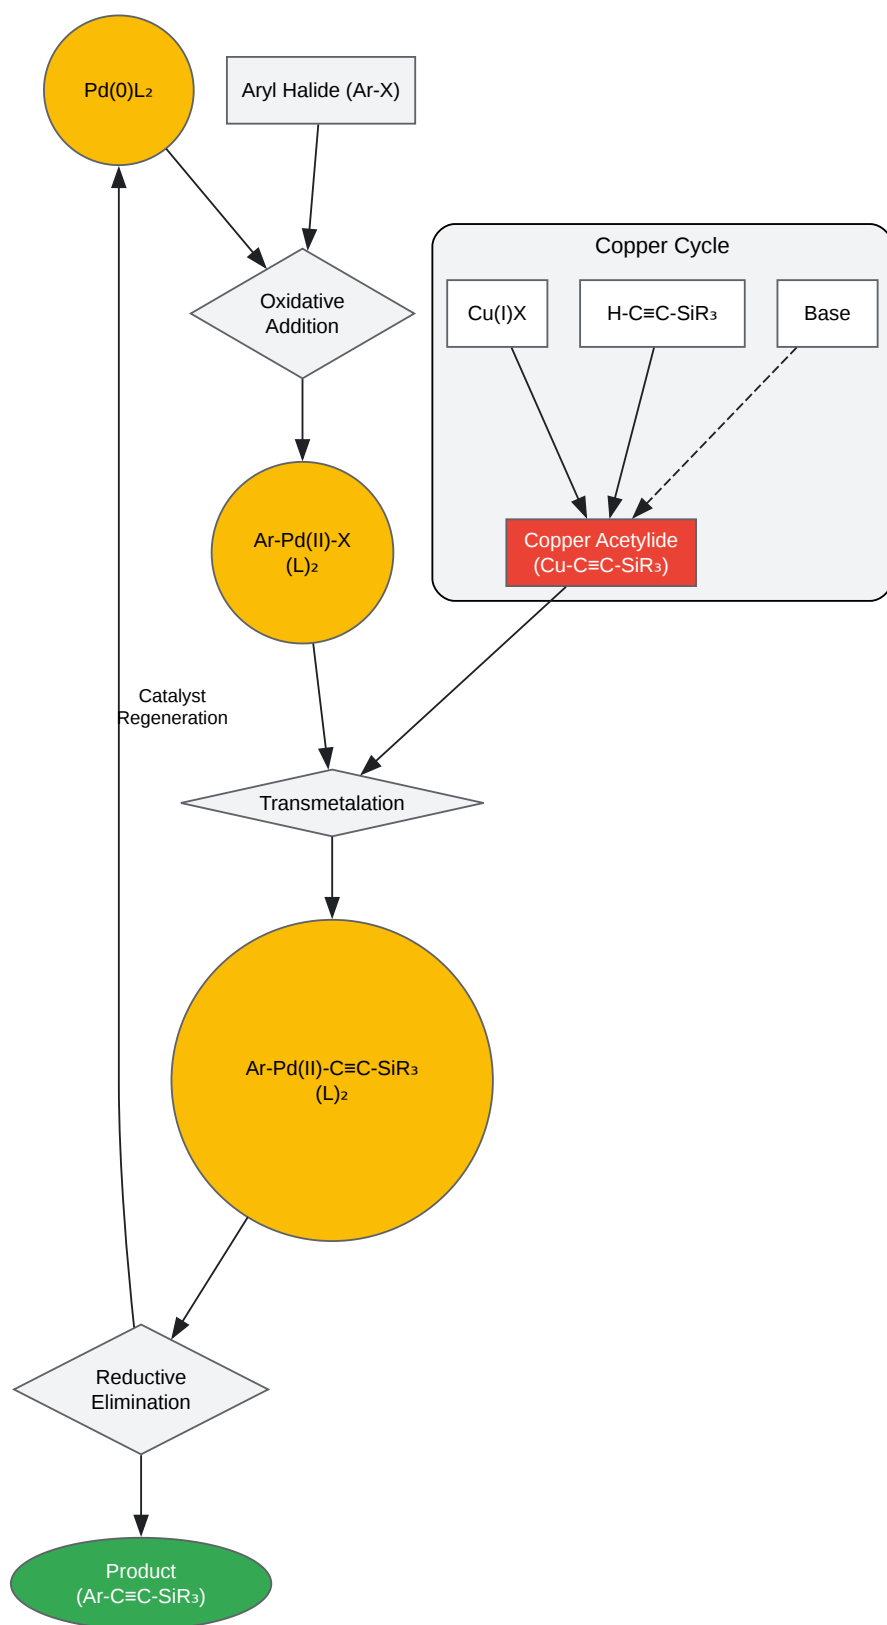 Pd(0)L₂
Aryl Halide (Ar-X)
Copper Cycle
Oxidative
Addition
Cu(I)X
H-C≡C-SiR₃
Base
Ar-Pd(II)-X
(L)₂
Copper Acetylide
(Cu-C≡C-SiR₃)
Catalyst
Regeneration
Transmetalation
Ar-Pd(II)-C≡C-SiR₃
(L)₂
Reductive
Elimination
Product
(Ar-C≡C-SiR₃)